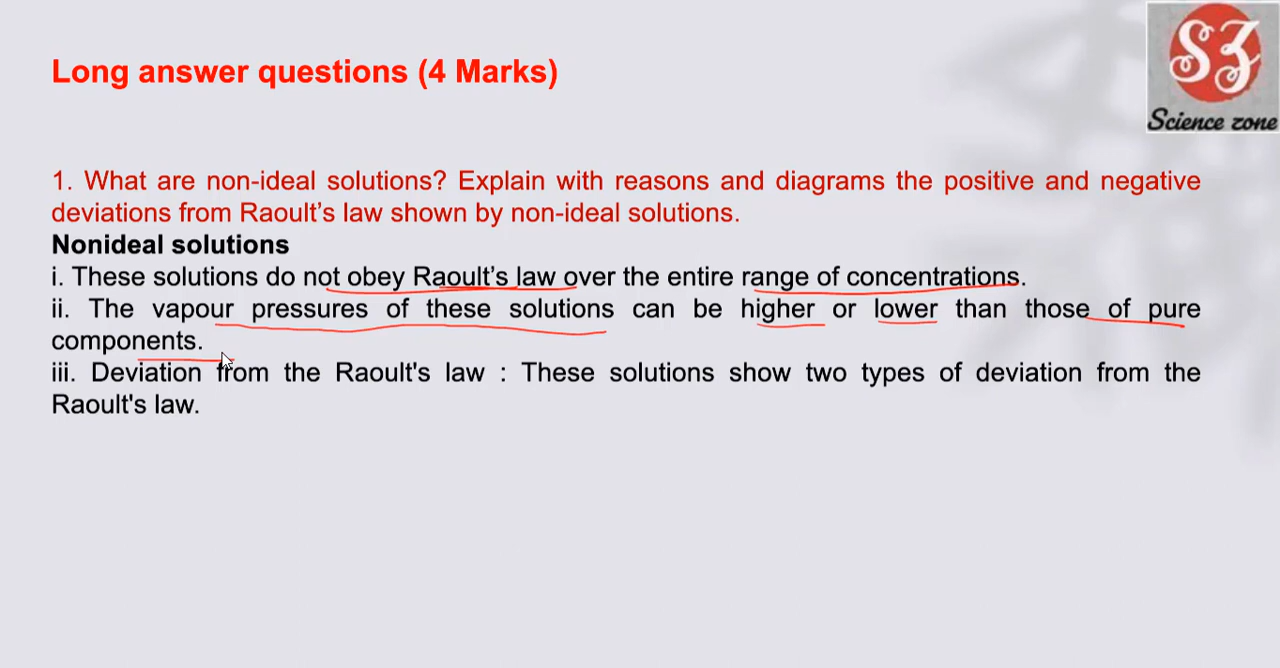 Long answer questions (4 Marks)
SZ
Science zone
1. What are non-ideal solutions? Explain with reasons and diagrams the positive and negative
deviations from Raoult’s law shown by non-ideal solutions.
Nonideal solutions
i. These solutions do not obey Raoult’s law over the entire range of concentrations.
ii. The vapour pressures of these solutions can be higher or lower than those of pure
components.
iii. Deviation from the Raoult's law : These solutions show two types of deviation from the
Raoult's law.